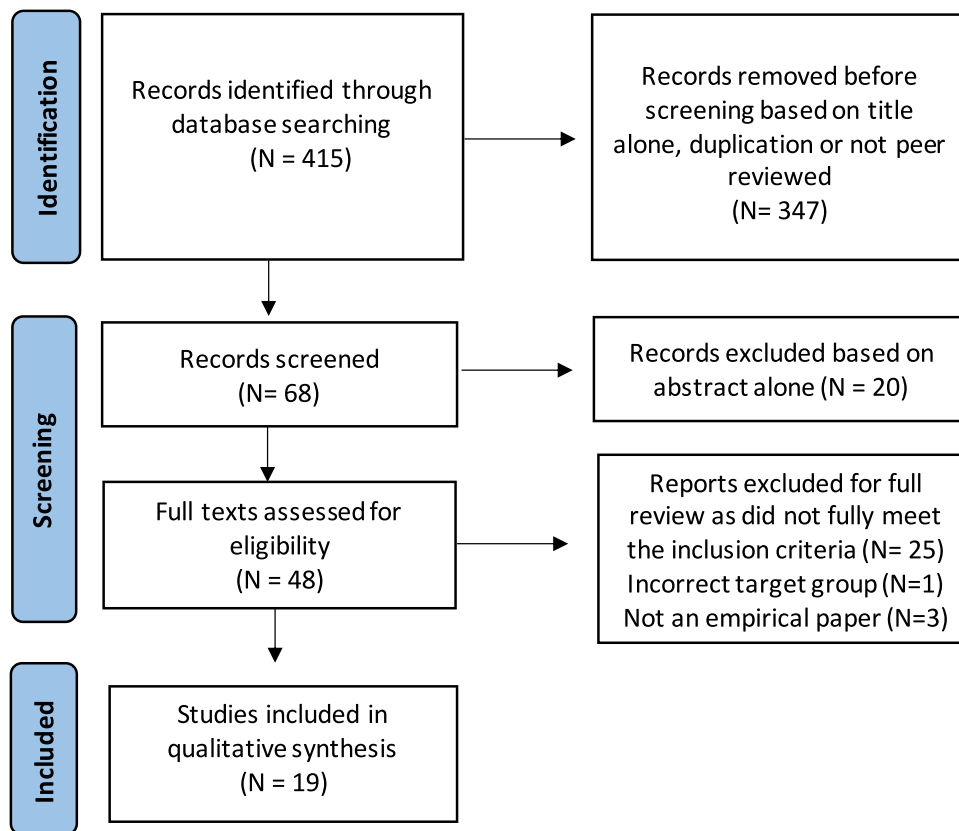 Identification
Records identified through
database searching
(N = 415)
Records removed before
screening based on title
alone, duplication or not peer
reviewed
(N= 347)
Screening
Records screened
(N= 68)
Records excluded based on
abstract alone (N = 20)
Full texts assessed for
eligibility
(N = 48)
Reports excluded for full
review as did not fully meet
the inclusion criteria (N= 25)
Incorrect target group (N=1)
Not an empirical paper (N=3)
Included
Studies included in
qualitative synthesis
(N = 19)